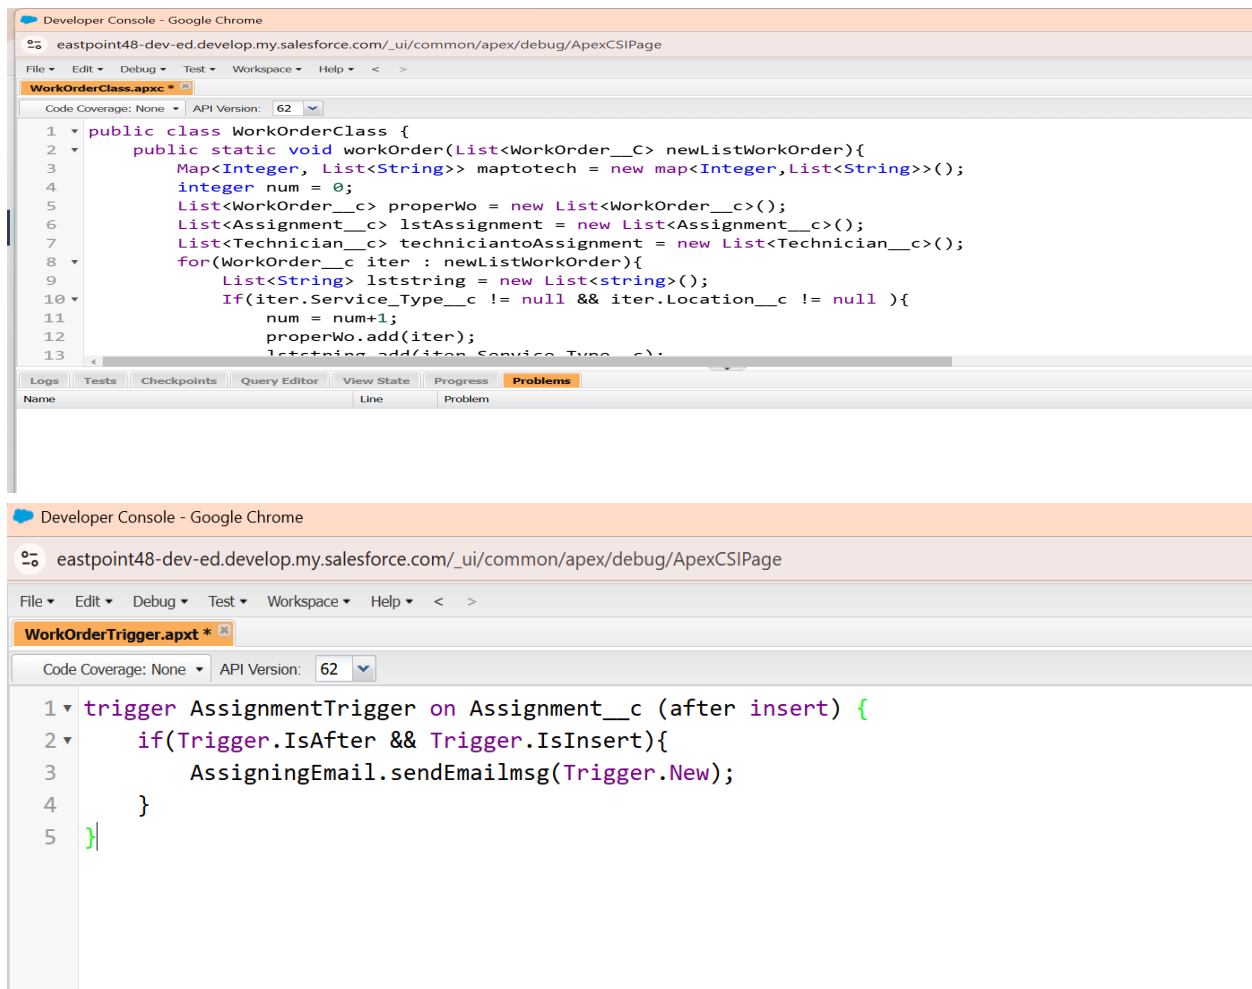 Developer Console - Google Chrome
eastpoint48-dev-ed.develop.my.salesforce.com/_ui/common/apex/debug/ApexCSIPage
File Edit Debug Test Workspace Help < >
WorkOrderClass.apxc *
Code Coverage: None API Version: 62
1 public class WorkOrderClass {
2 public static void workOrder(List<WorkOrder__C> newListWorkOrder){
3 Map<Integer, List<String>> maptotech = new map<Integer,List<String>>();
4 integer num = 0;
5 List<WorkOrder__c> properWo = new List<WorkOrder__c>();
6 List<Assignment__c> lstAssignment = new List<Assignment__c>();
7 List<Technician__c> techniciantoAssignment = new List<Technician__c>();
8 for(WorkOrder__c iter : newListWorkOrder){
9 List<String> lststring = new List<string>();
10 If(iter.Service_Type__c != null && iter.Location__c != null ){
11 num = num+1;
12 properWo.add(iter);
13 lststring.add(iter.Service_Type__c);
Logs Tests Checkpoints Query Editor View State Progress Problems
Name Line Problem
Developer Console - Google Chrome
eastpoint48-dev-ed.develop.my.salesforce.com/_ui/common/apex/debug/ApexCSIPage
File Edit Debug Test Workspace Help < >
WorkOrderTrigger.apxt *
Code Coverage: None API Version: 62
1 trigger AssignmentTrigger on Assignment__c (after insert) {
2 if(Trigger.IsAfter && Trigger.IsInsert){
3 AssigningEmail.sendEmailmsg(Trigger.New);
4 }
5 }